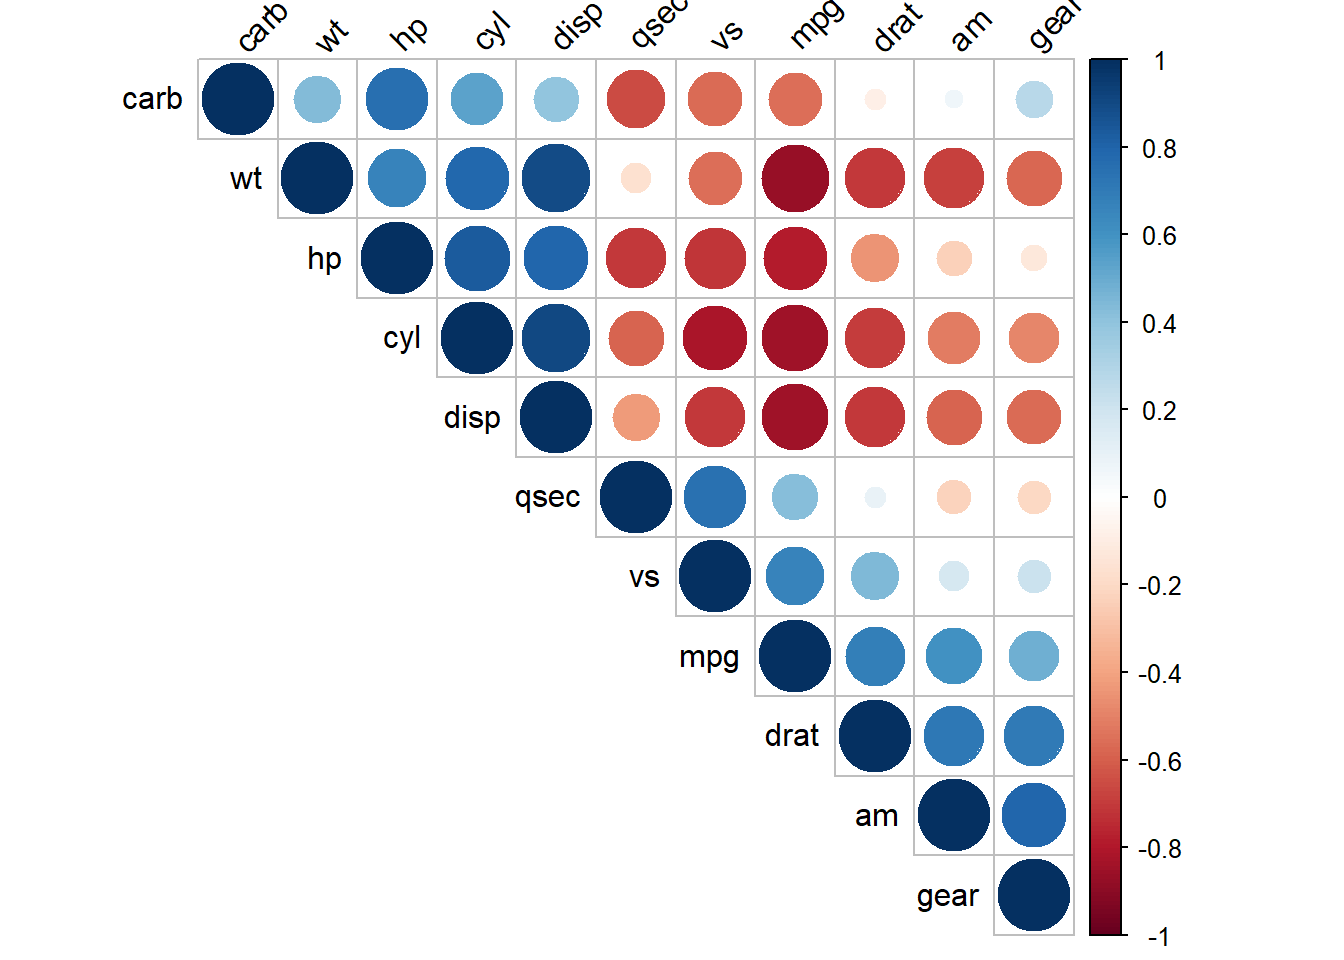 carb wt hp cyl disp qsec vs mpg drat am gear
carb
wt
hp
cyl
disp
qsec
vs
mpg
drat
am
gear
1
0.8
0.6
0.4
0.2
0
-0.2
-0.4
-0.6
-0.8
-1